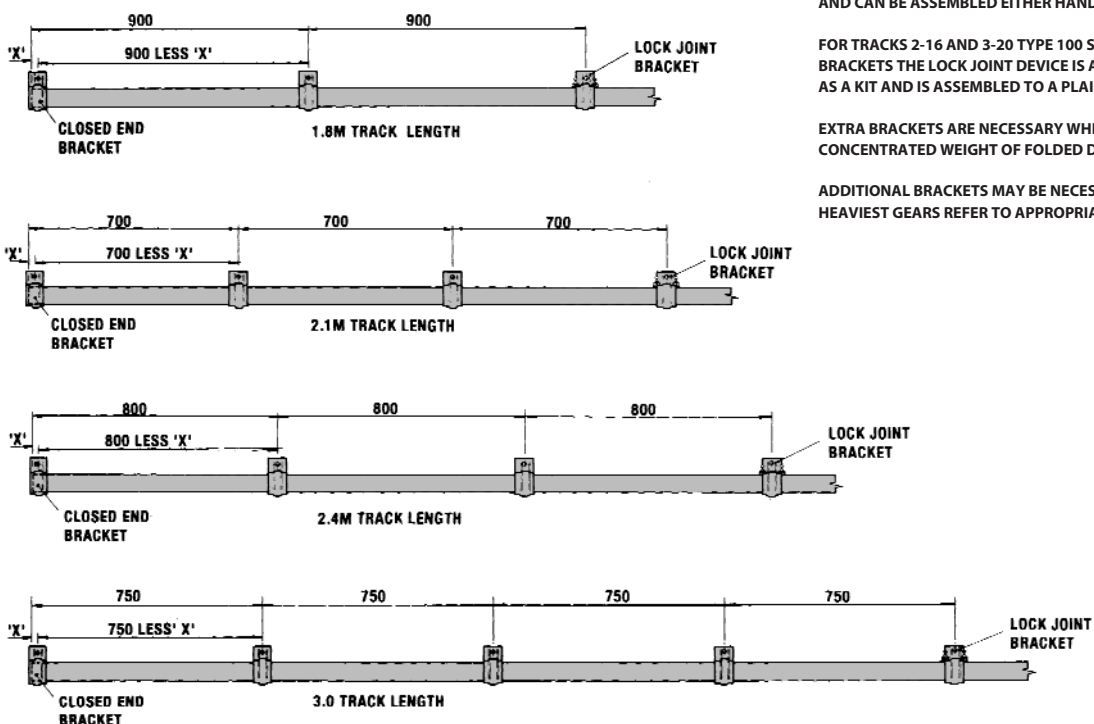 900 900
'X' 900 LESS 'X'
LOCK JOINT
BRACKET
CLOSED END
BRACKET
1.8M TRACK LENGTH
700 700 700
'X' 700 LESS 'X'
LOCK JOINT
BRACKET
CLOSED END
BRACKET
2.1M TRACK LENGTH
800 800 800
'X' 800 LESS 'X'
LOCK JOINT
BRACKET
CLOSED END
BRACKET
2.4M TRACK LENGTH
750 750 750 750
'X' 750 LESS' X'
LOCK JOINT
BRACKET
CLOSED END
BRACKET
3.0 TRACK LENGTH
AND CAN BE ASSEMBLED EITHER HAND
FOR TRACKS 2-16 AND 3-20 TYPE 100 S
BRACKETS THE LOCK JOINT DEVICE IS A
AS A KIT AND IS ASSEMBLED TO A PLAI
EXTRA BRACKETS ARE NECESSARY WH
CONCENTRATED WEIGHT OF FOLDED D
ADDITIONAL BRACKETS MAY BE NECES
HEAVIEST GEARS REFER TO APPROPRIA